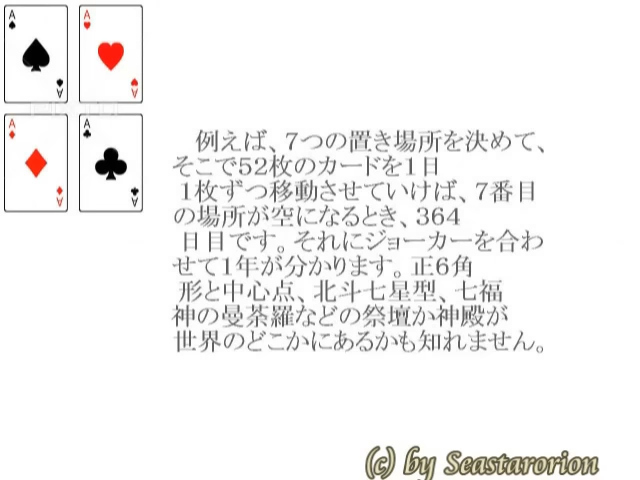 A
A
A
A
例えば、7つの置き場所を決めて、
そこで52枚のカードを1日
1枚ずつ移動させていけば、7番目
の場所が空になるとき、364
日目です。それにジョーカーを合わ
せて1年が分かります。正6角
形と中心点、北斗七星型、七福
神の曼荼羅などの祭壇か神殿が
世界のどこかにあるかも知れません。
(c) by Seastarorion